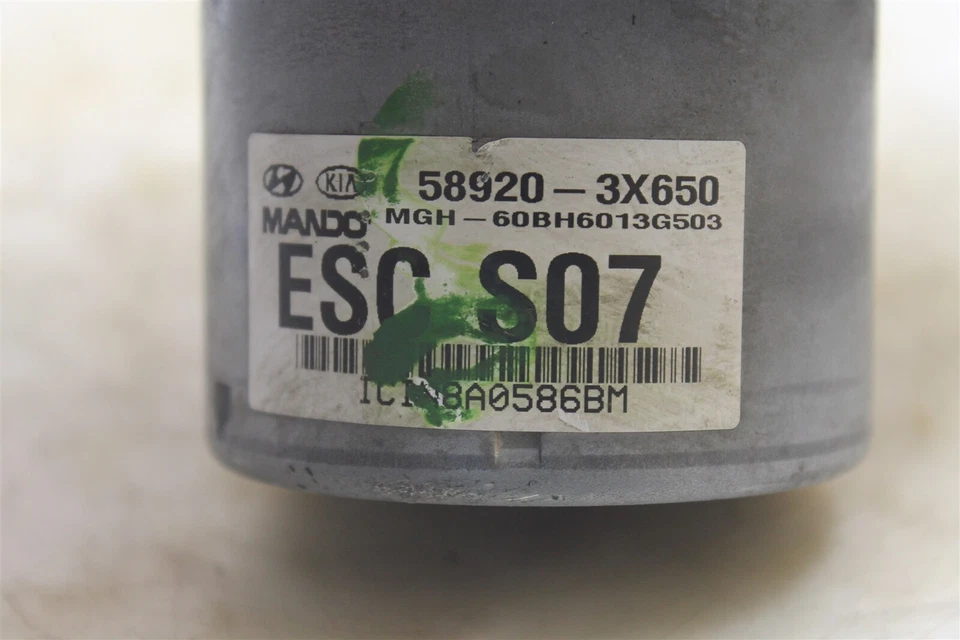 KIA 58920-3X650
MANDO MGH-60BH6013G503
ESC S07